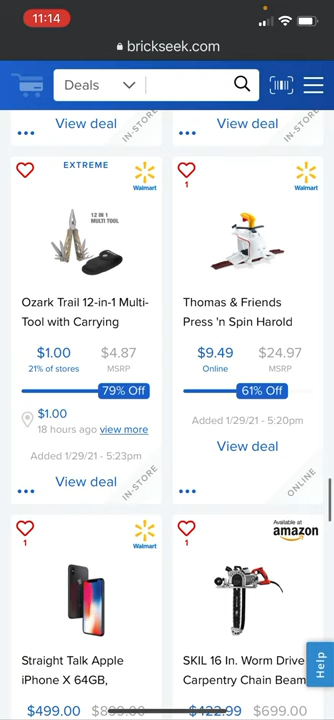 11:14
brickseek.com
Deals
View deal
IN-STORE
View deal
IN-STORE
EXTREME
Walmart
12 IN 1
MULTI TOOL
Ozark Trail 12-in-1 Multi-
Tool with Carrying
$1.00 $4.87
21% of stores MSRP
79% Off
$1.00
18 hours ago view more
Added 1/29/21 - 5:23pm
View deal
IN-STORE
1
Walmart
Thomas & Friends
Press 'n Spin Harold
$9.49 $24.97
Online MSRP
61% Off
Added 1/29/21 - 5:20pm
View deal
ONLINE
1
Walmart
Straight Talk Apple
iPhone X 64GB,
$499.00
1
Available at
amazon
SKIL 16 In. Worm Drive
Carpentry Chain Beam
$422.99 $699.00
Help